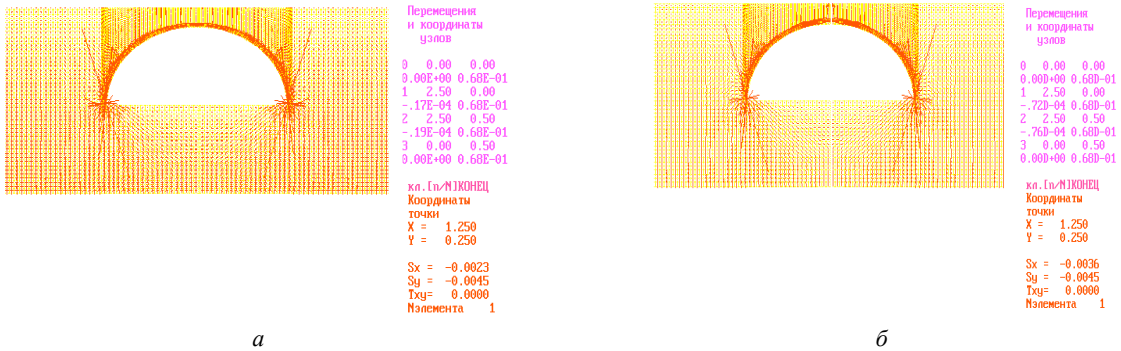 Перемещения
и координаты
узлов
0 0.00 0.00
0.00E+00 0.68E-01
1 2.50 0.00
-.17E-04 0.68E-01
2 2.50 0.50
-.19E-04 0.68E-01
3 0.00 0.50
0.00E+00 0.68E-01
кл.[п/N]КОНЕЦ
Координаты
точки
X = 1.250
Y = 0.250
Sx = -0.0023
Sy = -0.0045
Txy= 0.0000
Nэлемента 1
а
Перемещения
и координаты
узлов
0 0.00 0.00
0.00D+00 0.68D-01
1 2.50 0.00
-.72D-04 0.68D-01
2 2.50 0.50
-.76D-04 0.68D-01
3 0.00 0.50
0.00D+00 0.68D-01
кл.[п/N]КОНЕЦ
Координаты
точки
X = 1.250
Y = 0.250
Sx = -0.0036
Sy = -0.0045
Txy= 0.0000
Nэлемента 1
б